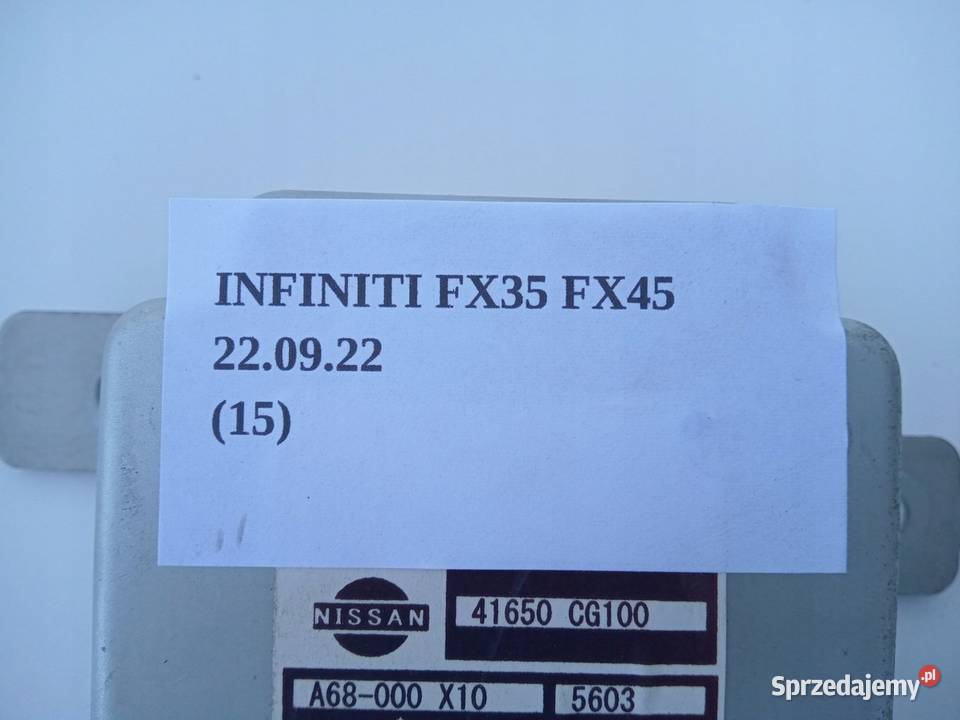 INFINITI FX35 FX45
22.09.22
(15)
NISSAN
41650 CG100
A68-000 X10 5603
Sprzedajemy.pl